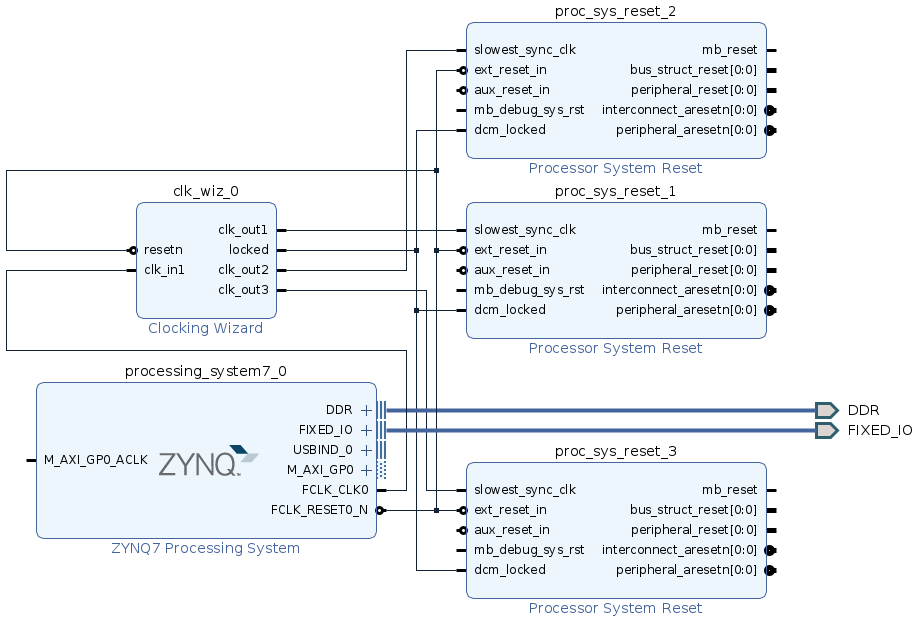 proc_sys_reset_2
slowest_sync_clk
mb_reset
ext_reset_in
bus_struct_reset[0:0]
aux_reset_in
peripheral_reset[0:0]
mb_debug_sys_rst
interconnect_aresetn[0:0]
dcm_locked
peripheral_aresetn[0:0]
Processor System Reset
clk_wiz_0
clk_out1
resetn
locked
clk_in1
clk_out2
clk_out3
Clocking Wizard
proc_sys_reset_1
slowest_sync_clk
mb_reset
ext_reset_in
bus_struct_reset[0:0]
aux_reset_in
peripheral_reset[0:0]
mb_debug_sys_rst
interconnect_aresetn[0:0]
dcm_locked
peripheral_aresetn[0:0]
Processor System Reset
processing_system7_0
DDR
FIXED_IO
USBIND_0
M_AXI_GP0_ACLK
ZYNQ
M_AXI_GP0
FCLK_CLK0
FCLK_RESET0_N
ZYNQ7 Processing System
DDR
FIXED_IO
proc_sys_reset_3
slowest_sync_clk
mb_reset
ext_reset_in
bus_struct_reset[0:0]
aux_reset_in
peripheral_reset[0:0]
mb_debug_sys_rst
interconnect_aresetn[0:0]
dcm_locked
peripheral_aresetn[0:0]
Processor System Reset